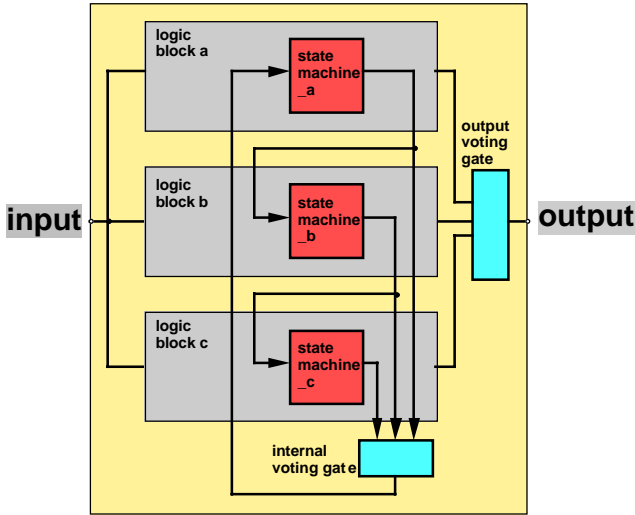 logic
block a
state
machine
_a
output
voting
gate
logic
block b
state
machine
_b
input
output
logic
block c
state
machine
_c
internal
voting gate